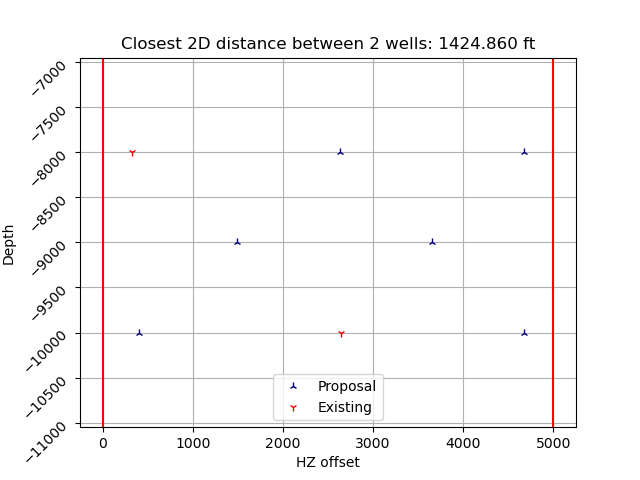 Closest 2D distance between 2 wells: 1424.860 ft
−7000
−7500
−8000
−8500
−9000
−9500
−10000
−10500
−11000
Depth
Proposal
Existing
0 1000 2000 3000 4000 5000
HZ offset